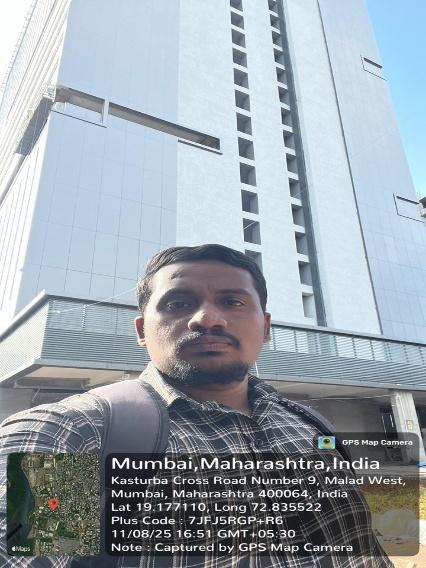 GPS Map Camera
Mumbai,Maharashtra,India
Kasturba Cross Road Number 9, Malad West,
Mumbai, Maharashtra 400064, India
Lat 19.177110, Long 72.835522
Plus Code : 7JFJ5RGP+R6
11/08/25 16:51 GMT+05:30
Note : Captured by GPS Map Camera
Maps